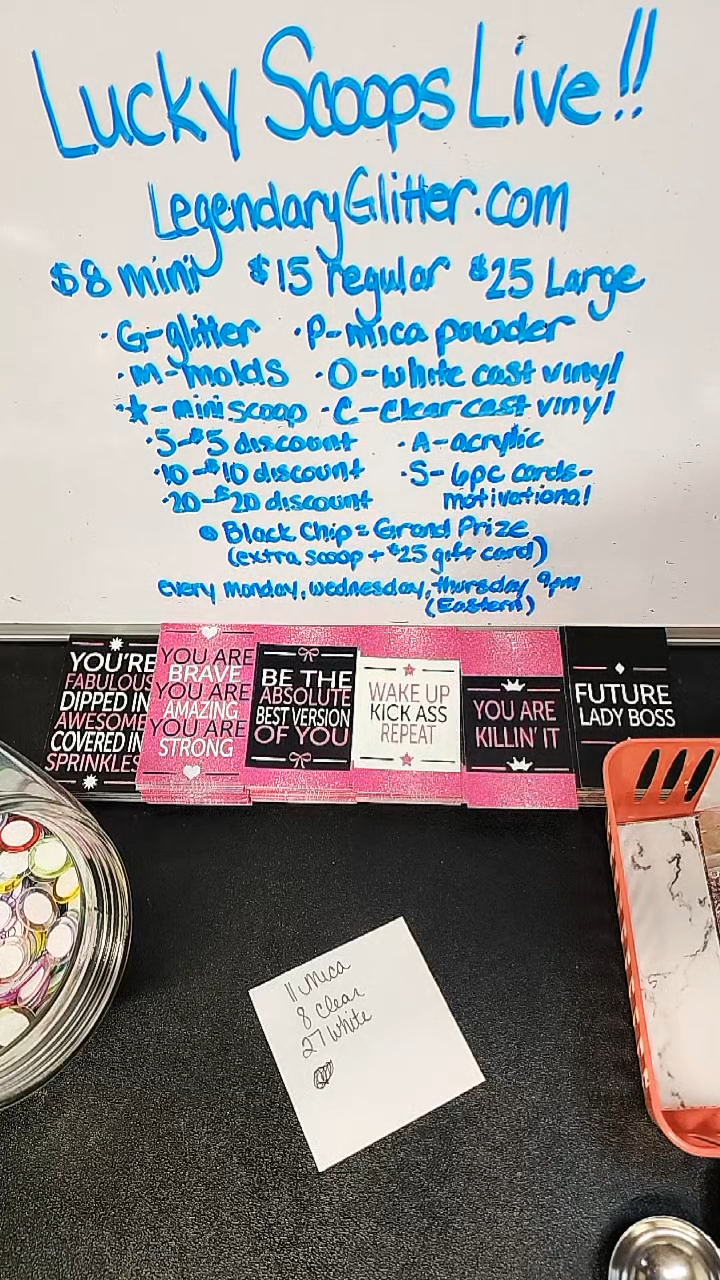 Lucky Scoops Live!!
LegendaryGlitter.com
$8 mini $15 regular $25 Large
·G-glitter ·P-mica powder
·M-molds ·O-white cast vinyl
·★-mini scoop ·C-clear cast vinyl
·5-$5 discount ·A-acrylic
·10-$10 discount ·S-6pc cards-
·20-$20 discount motivational
• Black Chip = Grand Prize
(extra scoop + $25 gift card)
every monday, wednesday, thursday 9pm
(Eastern)
YOU'RE
FABULOUS
DIPPED IN
AWESOME
COVERED IN
SPRINKLES
YOU ARE
BRAVE
YOU ARE
AMAZING
YOU ARE
STRONG
BE THE
ABSOLUTE
BEST VERSION
OF YOU
WAKE UP
KICK ASS
REPEAT
YOU ARE
KILLIN' IT
FUTURE
LADY BOSS
11 Mica
8 Clear
27 White